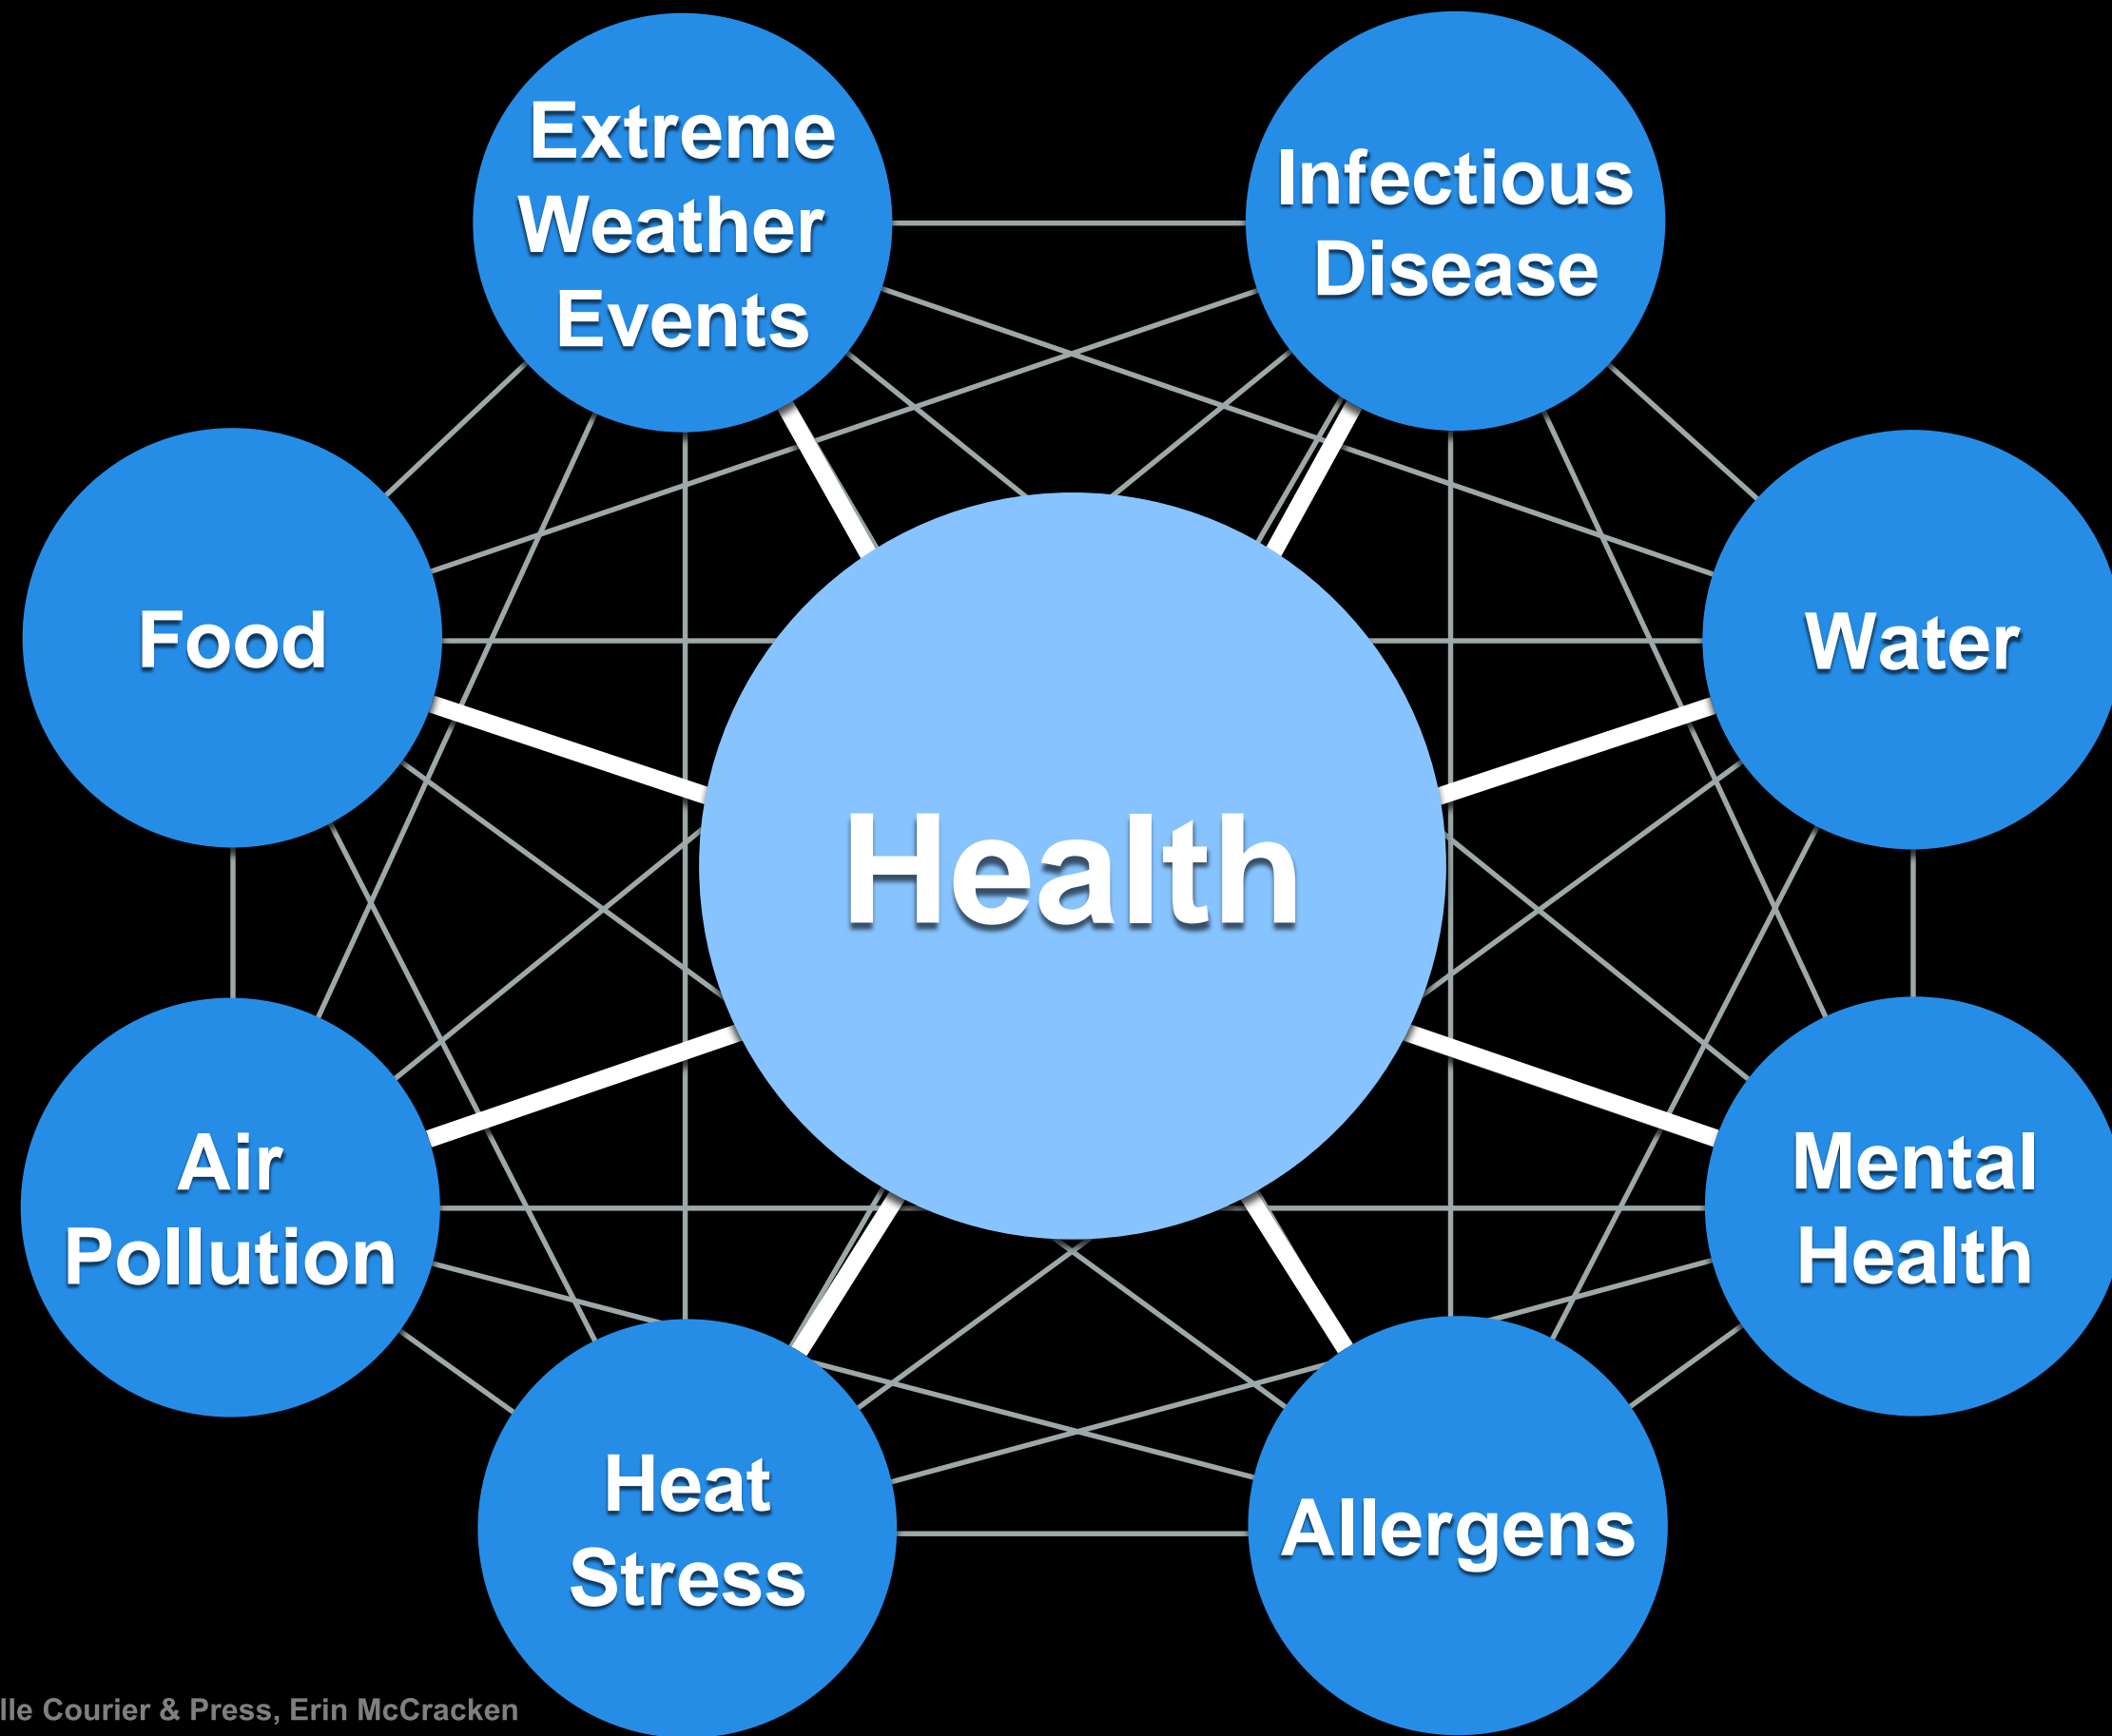 Extreme
Weather
Events
Infectious
Disease
Food
Water
Health
Air
Pollution
Mental
Health
Heat
Stress
Allergens
lle Courier & Press, Erin McCracken